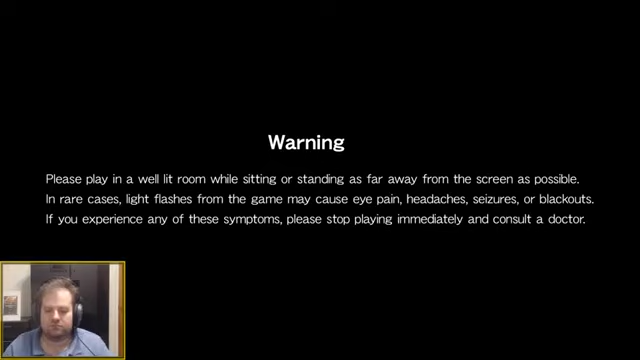 Warning
Please play in a well lit room while sitting or standing as far away from the screen as possible.
In rare cases, light flashes from the game may cause eye pain, headaches, seizures, or blackouts.
If you experience any of these symptoms, please stop playing immediately and consult a doctor.